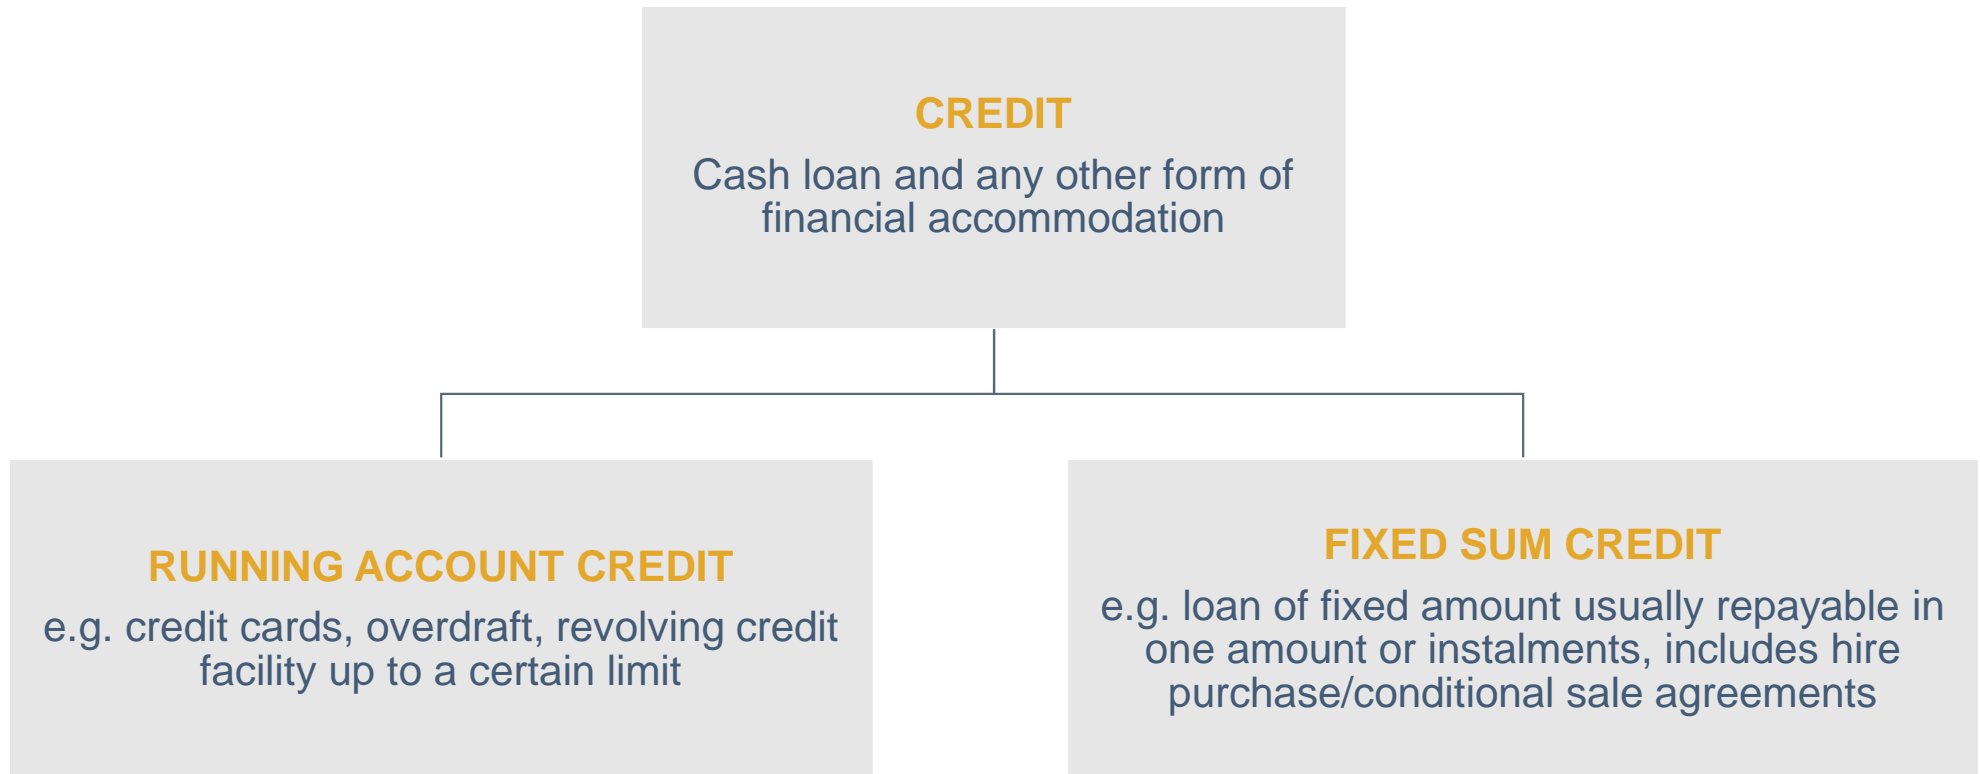 CREDIT
Cash loan and any other form of
financial accommodation
RUNNING ACCOUNT CREDIT
e.g. credit cards, overdraft, revolving credit
facility up to a certain limit
FIXED SUM CREDIT
e.g. loan of fixed amount usually repayable in
one amount or instalments, includes hire
purchase/conditional sale agreements